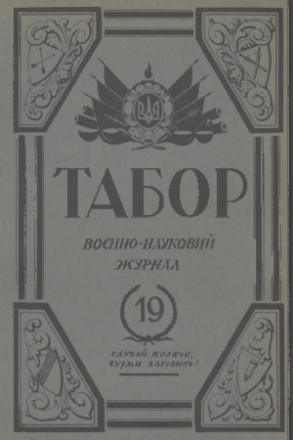 ТАБОР
ВОЄННО-НАУКОВИЙ
ЖУРНАЛ
19
СЛУХАЙ, КОЗАЧЕ,
СУРМИ ЗАГРАЮТЬ!